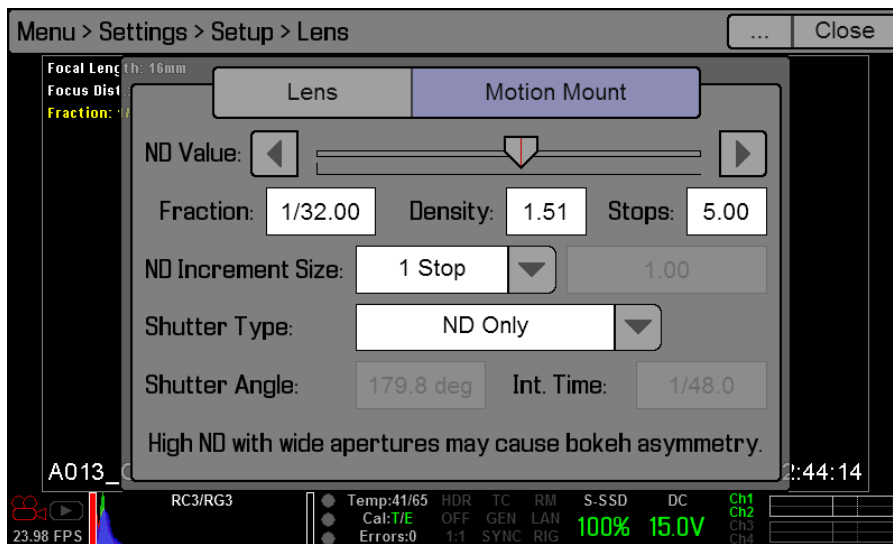 Menu > Settings > Setup > Lens ... Close
Focal Length: 16mm
Focus Dist
Fraction:
Lens Motion Mount
ND Value:
Fraction: 1/32.00 Density: 1.51 Stops: 5.00
ND Increment Size: 1 Stop 1.00
Shutter Type: ND Only
Shutter Angle: 179.8 deg Int. Time: 1/48.0
High ND with wide apertures may cause bokeh asymmetry.
A013_ 2:44:14
RC3/RG3 Temp:41/65 HDR TC RM S-SSD DC Ch1
Cal:T/E OFF GEN LAN 100% 15.0V Ch2
23.98 FPS Errors:0 1:1 SYNC RIG Ch3
Ch4